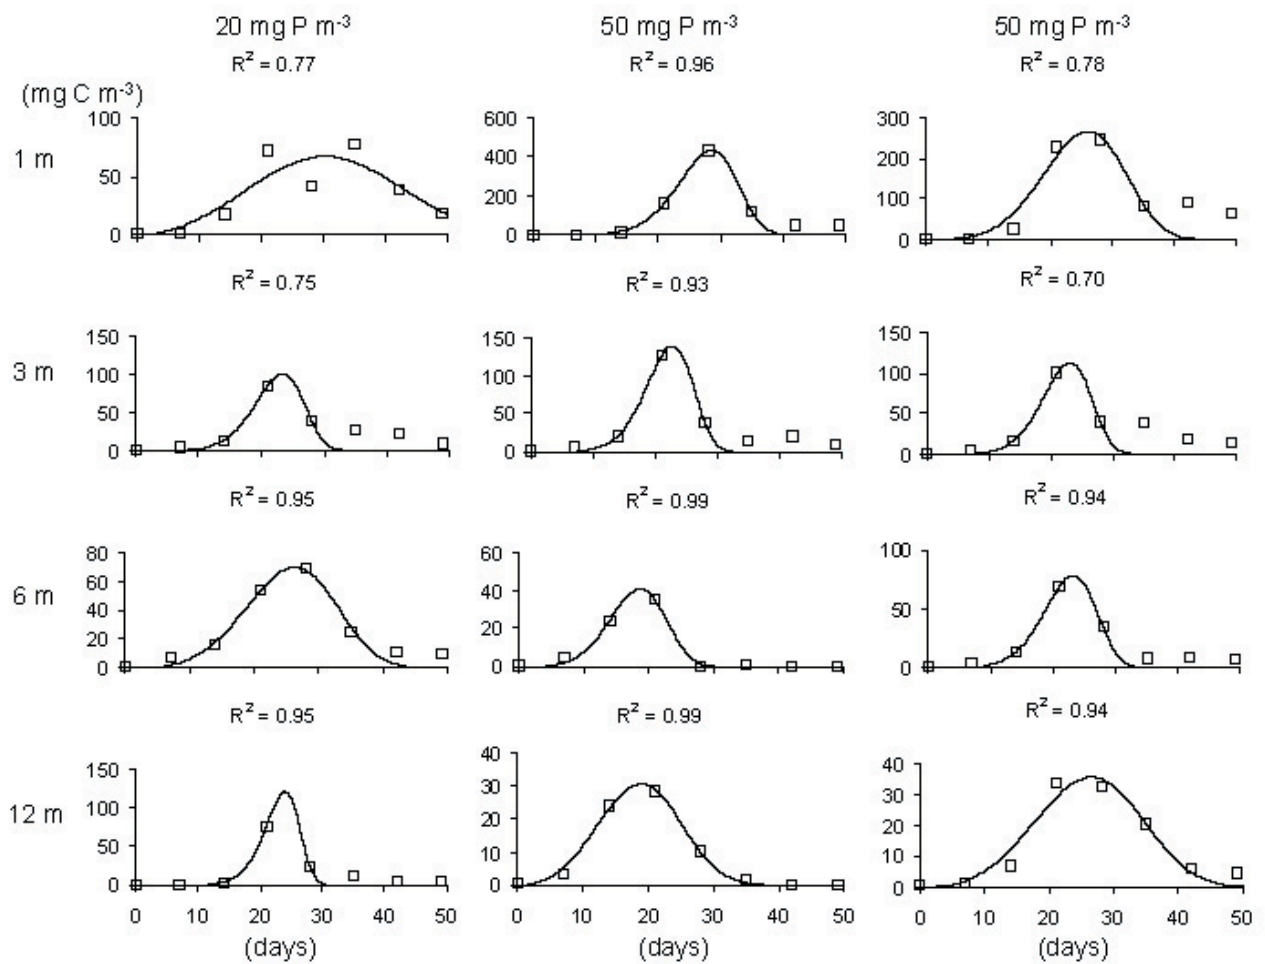 20 mg P m⁻³ 50 mg P m⁻³ 50 mg P m⁻³
R² = 0.77 R² = 0.96 R² = 0.78
(mg C m⁻³)
1 m
100 50 0
600 400 200 0
300 200 100 0
R² = 0.75 R² = 0.93 R² = 0.70
3 m
150 100 50 0
150 100 50 0
150 100 50 0
R² = 0.95 R² = 0.99 R² = 0.94
6 m
80 60 40 20 0
60 40 20 0
100 50 0
R² = 0.95 R² = 0.99 R² = 0.94
12 m
150 100 50 0
40 30 20 10 0
40 30 20 10 0
0 10 20 30 40 50 0 10 20 30 40 50 0 10 20 30 40 50
(days) (days) (days)